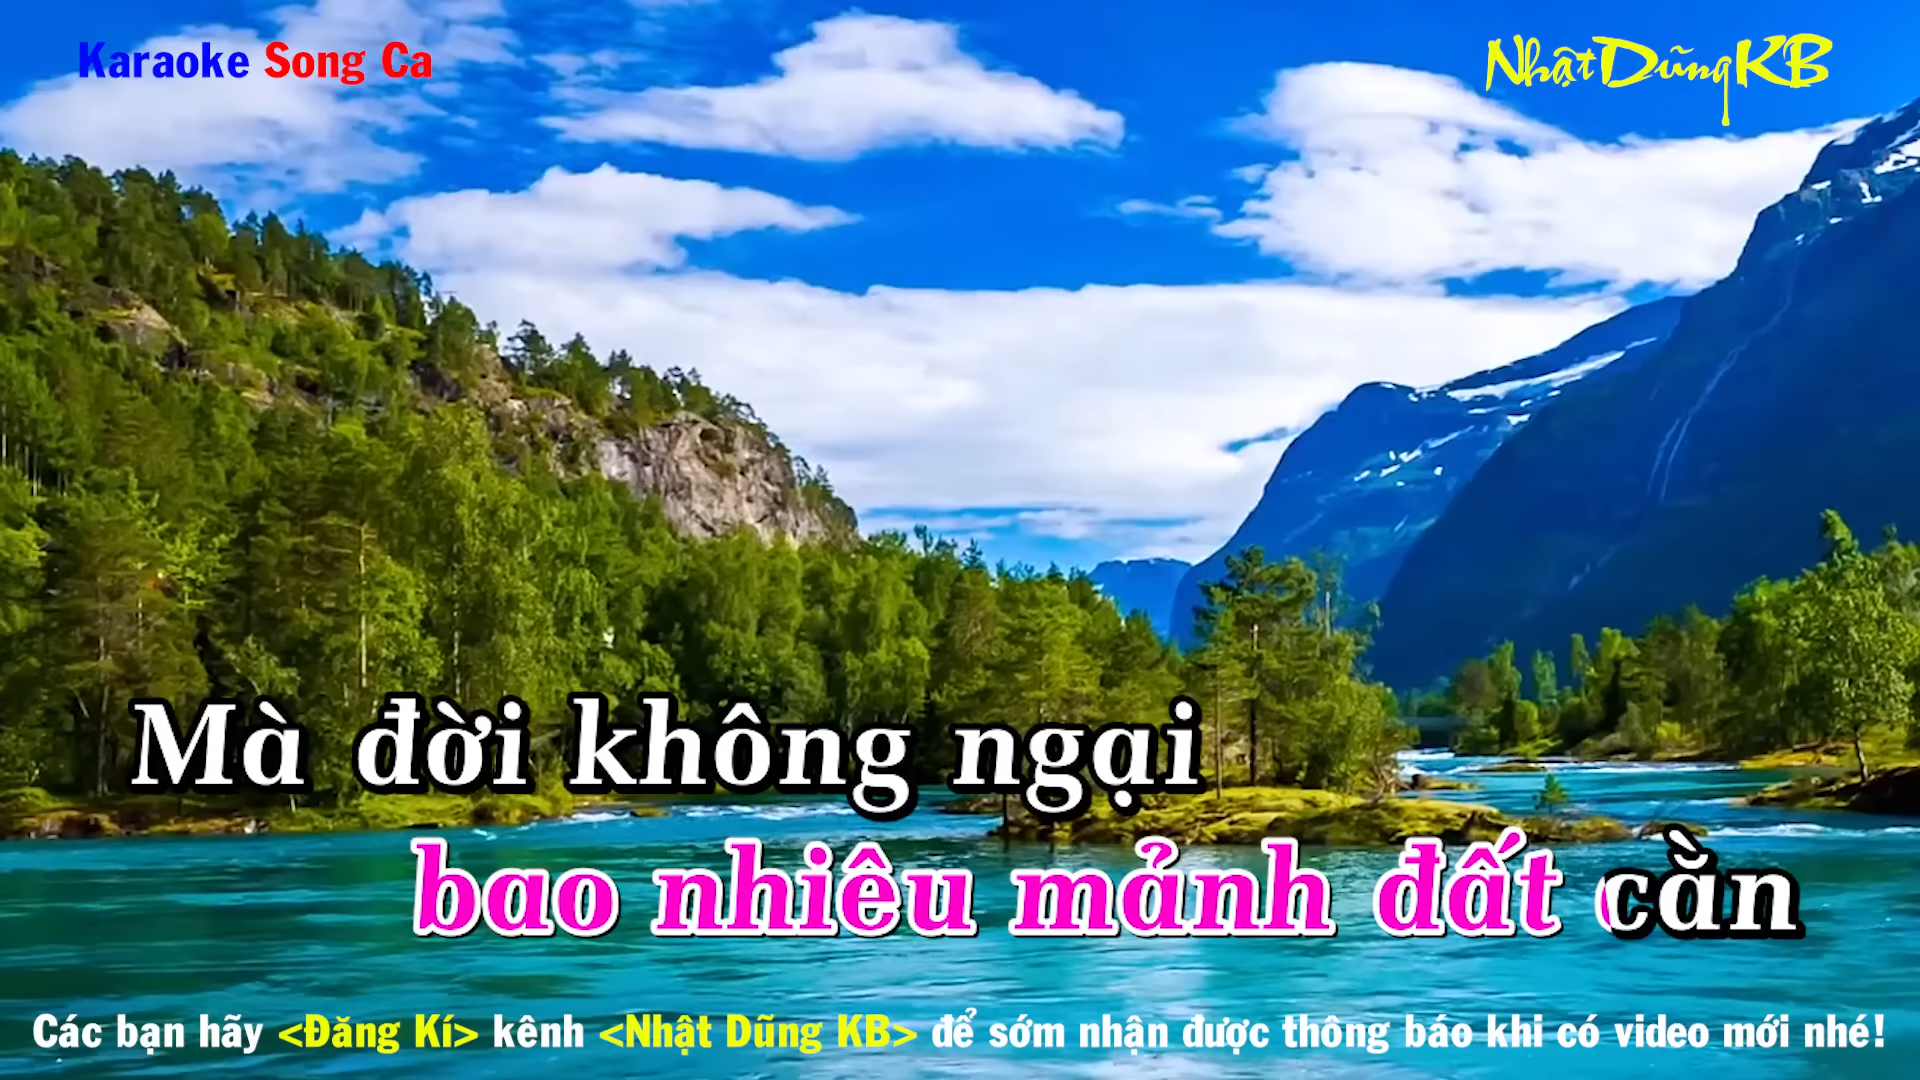 Karaoke Song Ca
NhậtDũngKB
Mà đời không ngại
bao nhiêu mảnh đất cằn
Các bạn hãy <Đăng Kí> kênh <Nhật Dũng KB> để sớm nhận được thông báo khi có video mới nhé!